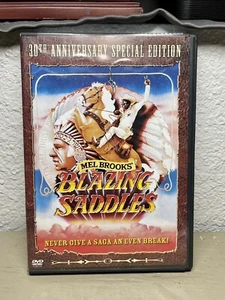 30TH ANNIVERSARY SPECIAL EDITION
MEL BROOKS'
BLAZING
SADDLES
NEVER GIVE A SAGA AN EVEN BREAK!
DVD